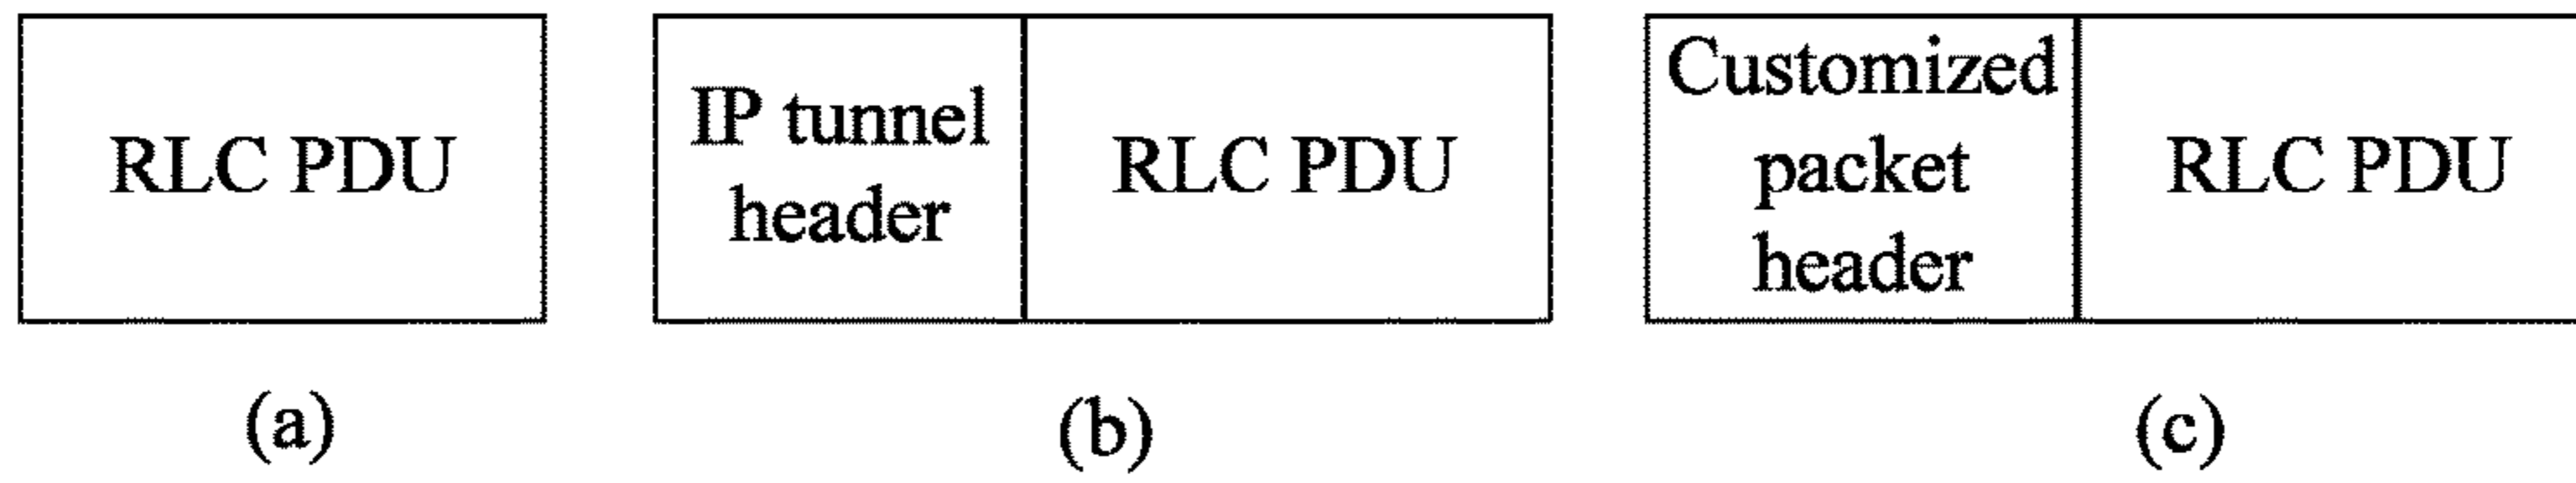 RLC PDU
IP tunnel
header
RLC PDU
Customized
packet
header
RLC PDU
(a)
(b)
(c)